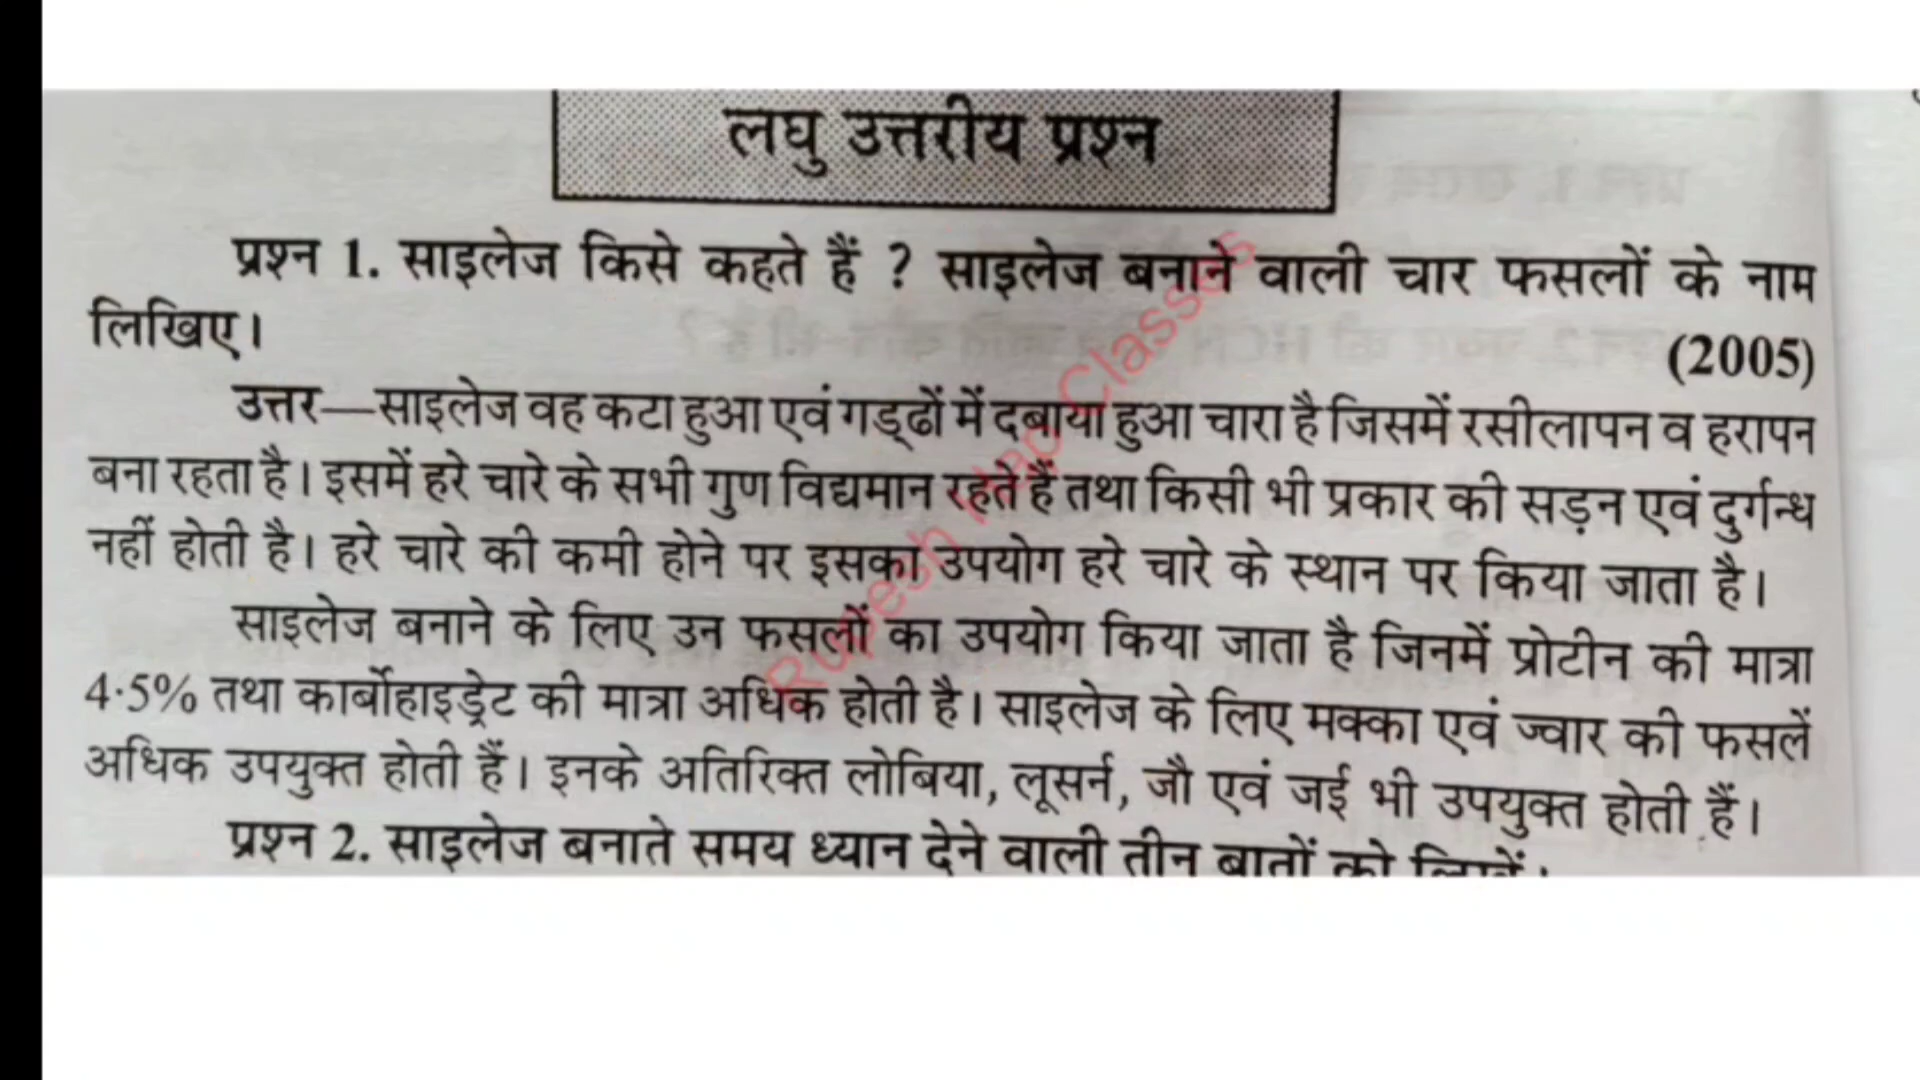 लघु उत्तरीय प्रश्न
प्रश्न 1. साइलेज किसे कहते हैं ? साइलेज बनाने वाली चार फसलों के नाम
लिखिए।
(2005)
उत्तर—साइलेज वह कटा हुआ एवं गड्ढों में दबाया हुआ चारा है जिसमें रसीलापन व हरापन
बना रहता है। इसमें हरे चारे के सभी गुण विद्यमान रहते हैं तथा किसी भी प्रकार की सड़न एवं दुर्गन्ध
नहीं होती है। हरे चारे की कमी होने पर इसका उपयोग हरे चारे के स्थान पर किया जाता है।
साइलेज बनाने के लिए उन फसलों का उपयोग किया जाता है जिनमें प्रोटीन की मात्रा
4·5% तथा कार्बोहाइड्रेट की मात्रा अधिक होती है। साइलेज के लिए मक्का एवं ज्वार की फसलें
अधिक उपयुक्त होती हैं। इनके अतिरिक्त लोबिया, लूसर्न, जौ एवं जई भी उपयुक्त होती हैं।
प्रश्न 2. साइलेज बनाते समय ध्यान देने वाली तीन बातों को लिखें।
Rupesh Classes